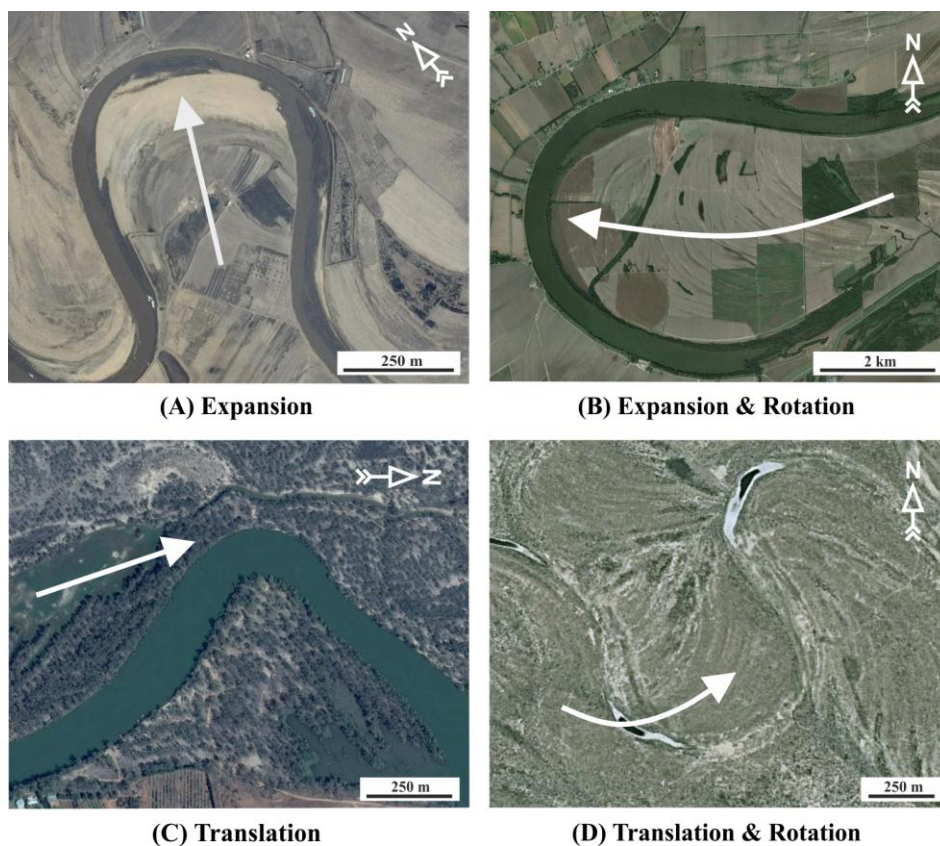 N
N
250 m
2 km
(A) Expansion
(B) Expansion & Rotation
N
N
250 m
250 m
(C) Translation
(D) Translation & Rotation